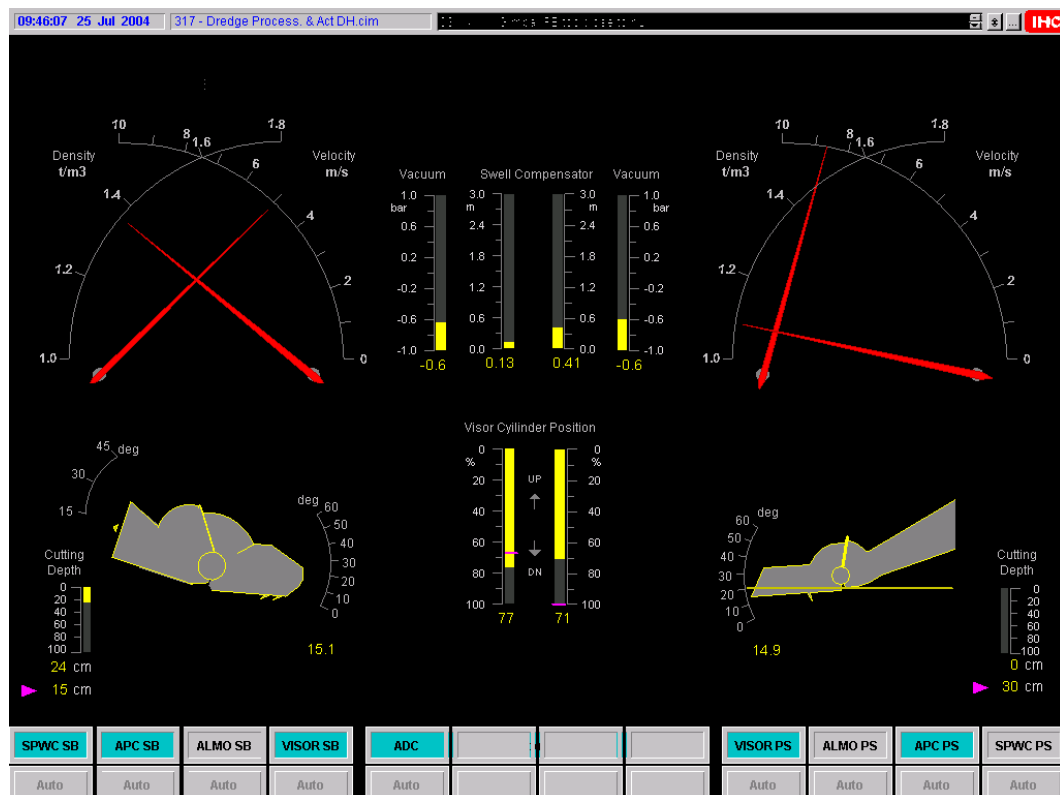 09:46:07 25 Jul 2004
317 - Dredge Process. & Act DH.cim
IHC
10 8 1.6 1.8
Density
t/m3
Velocity
m/s
1.4 6
1.2 4
2
1.0 0
Vacuum Swell Compensator Vacuum
1.0 3.0 3.0 1.0
bar m m bar
0.6 2.4 2.4 0.6
0.2 1.8 1.8 0.2
-0.2 1.2 1.2 -0.2
-0.6 0.6 0.6 -0.6
-1.0 0.0 0.0 -1.0
-0.6 0.13 0.41 -0.6
10 8 1.6 1.8
Density
t/m3
Velocity
m/s
1.4 6
1.2 4
2
1.0 0
45 deg
30
15
deg 60
50
40
30
20
10
0
Cutting
Depth
0
20
40
60
80
100
24 cm
15 cm
15.1
Visor Cyilinder Position
0 0
% %
20 UP 20
40 40
60 60
80 DN 80
100 100
77 71
60 deg
50
40
30
20
10
0
14.9
Cutting
Depth
0
20
40
60
80
100
0 cm
30 cm
SPWC SB APC SB ALMO SB VISOR SB ADC VISOR PS ALMO PS APC PS SPWC PS
Auto Auto Auto Auto Auto Auto Auto Auto Auto